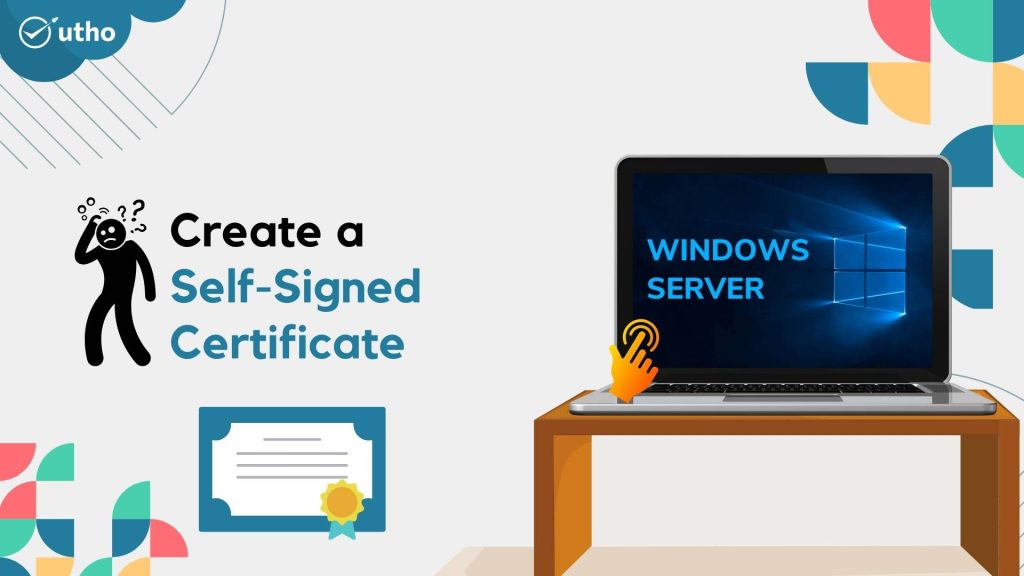 utho
Create a
Self-Signed
Certificate
WINDOWS
SERVER